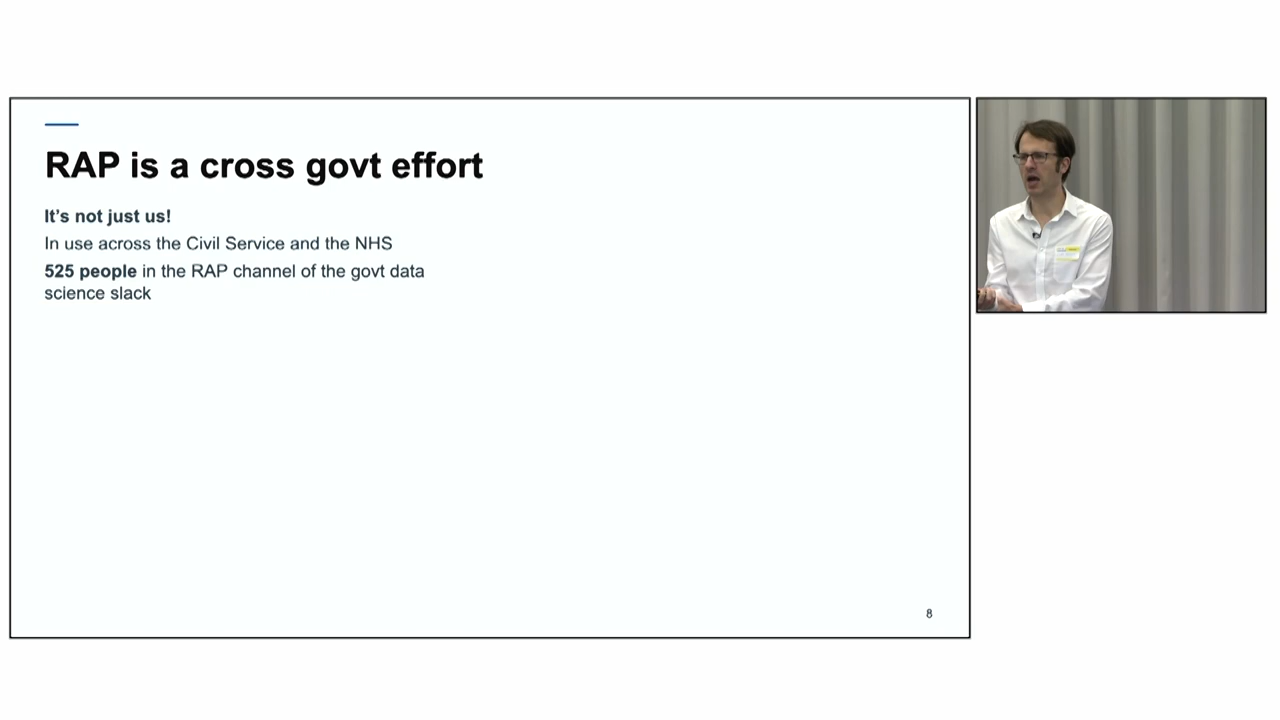 RAP is a cross govt effort
It's not just us!
In use across the Civil Service and the NHS
525 people in the RAP channel of the govt data
science slack
8